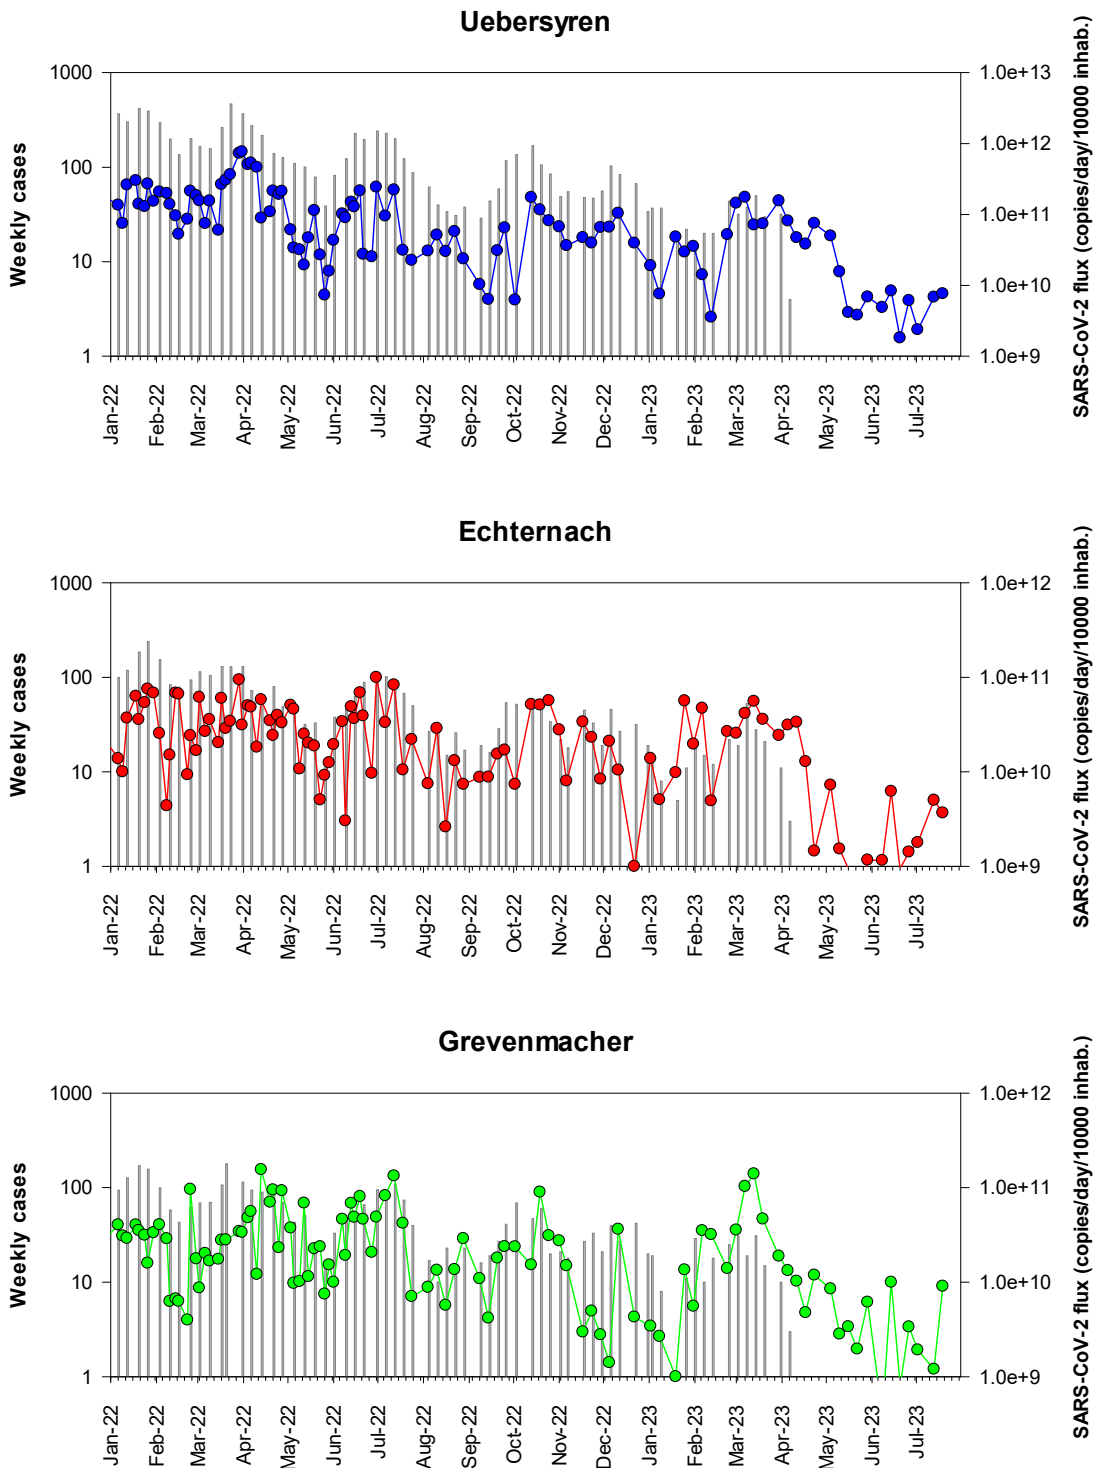 Uebersyren
1000
100
10
1
Weekly cases
1.0e+13
1.0e+12
1.0e+11
1.0e+10
1.0e+9
SARS-CoV-2 flux (copies/day/10000 inhab.)
Jan-22
Feb-22
Mar-22
Apr-22
May-22
Jun-22
Jul-22
Aug-22
Sep-22
Oct-22
Nov-22
Dec-22
Jan-23
Feb-23
Mar-23
Apr-23
May-23
Jun-23
Jul-23
Echternach
1000
100
10
1
Weekly cases
1.0e+12
1.0e+11
1.0e+10
1.0e+9
SARS-CoV-2 flux (copies/day/10000 inhab.)
Jan-22
Feb-22
Mar-22
Apr-22
May-22
Jun-22
Jul-22
Aug-22
Sep-22
Oct-22
Nov-22
Dec-22
Jan-23
Feb-23
Mar-23
Apr-23
May-23
Jun-23
Jul-23
Grevenmacher
1000
100
10
1
Weekly cases
1.0e+12
1.0e+11
1.0e+10
1.0e+9
SARS-CoV-2 flux (copies/day/10000 inhab.)
Jan-22
Feb-22
Mar-22
Apr-22
May-22
Jun-22
Jul-22
Aug-22
Sep-22
Oct-22
Nov-22
Dec-22
Jan-23
Feb-23
Mar-23
Apr-23
May-23
Jun-23
Jul-23